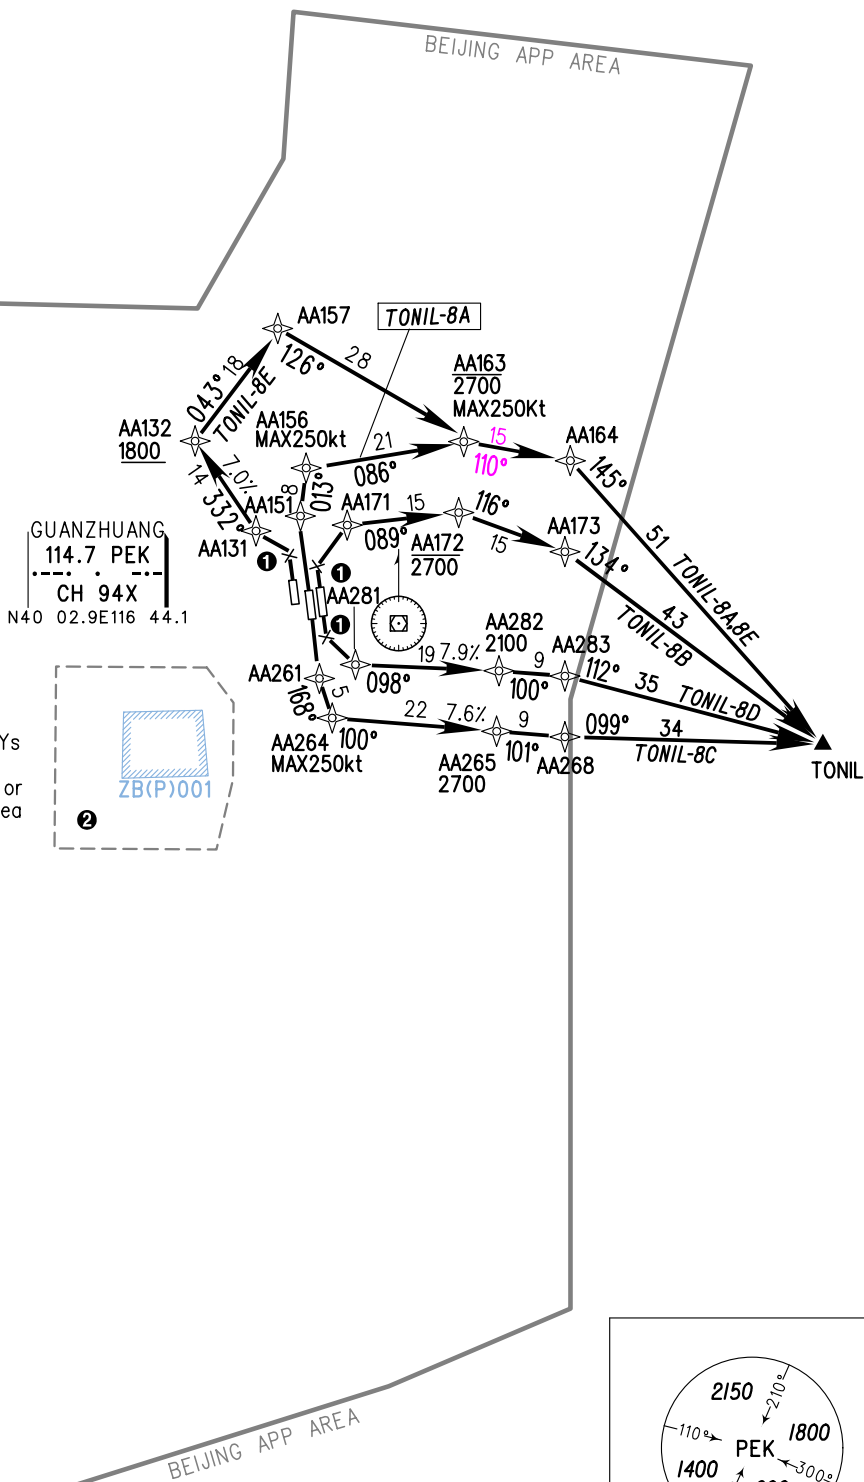 BEIJING APP AREA
AA157
TONIL-8A
28
126°
18
043°
TONIL-8E
AA163
2700
MAX250Kt
AA132
1800
AA156
MAX250kt
21
086°
15
110°
AA164
145°
7.0%
14
332°
8
013°
AA151
AA171
15
089°
116°
AA172
2700
15
AA173
134°
51 TONIL-8A,8E
GUANZHUANG
114.7 PEK
CH 94X
N40 02.9E116 44.1
AA131
1
1
AA281
1
43
TONIL-8B
AA282
2100
19 7.9%
9
AA283
112°
098°
100°
35 TONIL-8D
AA261
168°
5
22 7.6%
9
099°
34
TONIL-8C
AA264
MAX250kt
100°
AA265
2700
101°
AA268
TONIL
Ys
or
ea
ZB(P)001
2
BEIJING APP AREA
2150
210°
110°
1800
PEK
1400
300°